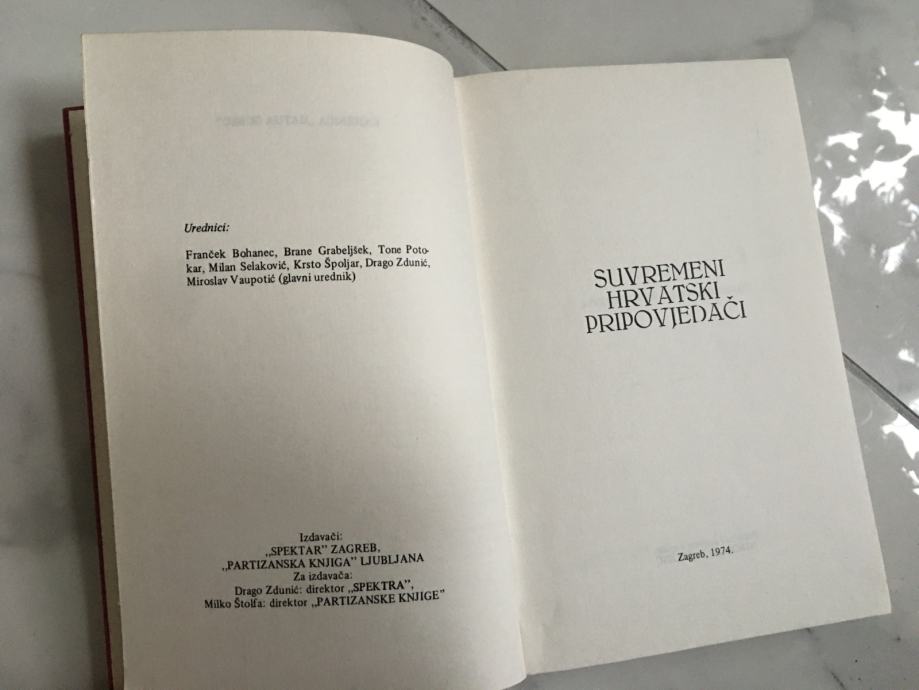 Urednici:
Franček Bohanec, Brane Grabeljšek, Tone Poto-
kar, Milan Selaković, Krsto Špoljar, Drago Zdunić,
Miroslav Vaupotić (glavni urednik)
Izdavači:
„SPEKTAR” ZAGREB,
„PARTIZANSKA KNJIGA” LJUBLJANA
Za izdavača:
Drago Zdunić: direktor „SPEKTRA”,
Milko Štolfa: direktor „PARTIZANSKE KNJIGE”
SUVREMENI
HRVATSKI
PRIPOVJEDAČI
Zagreb, 1974.